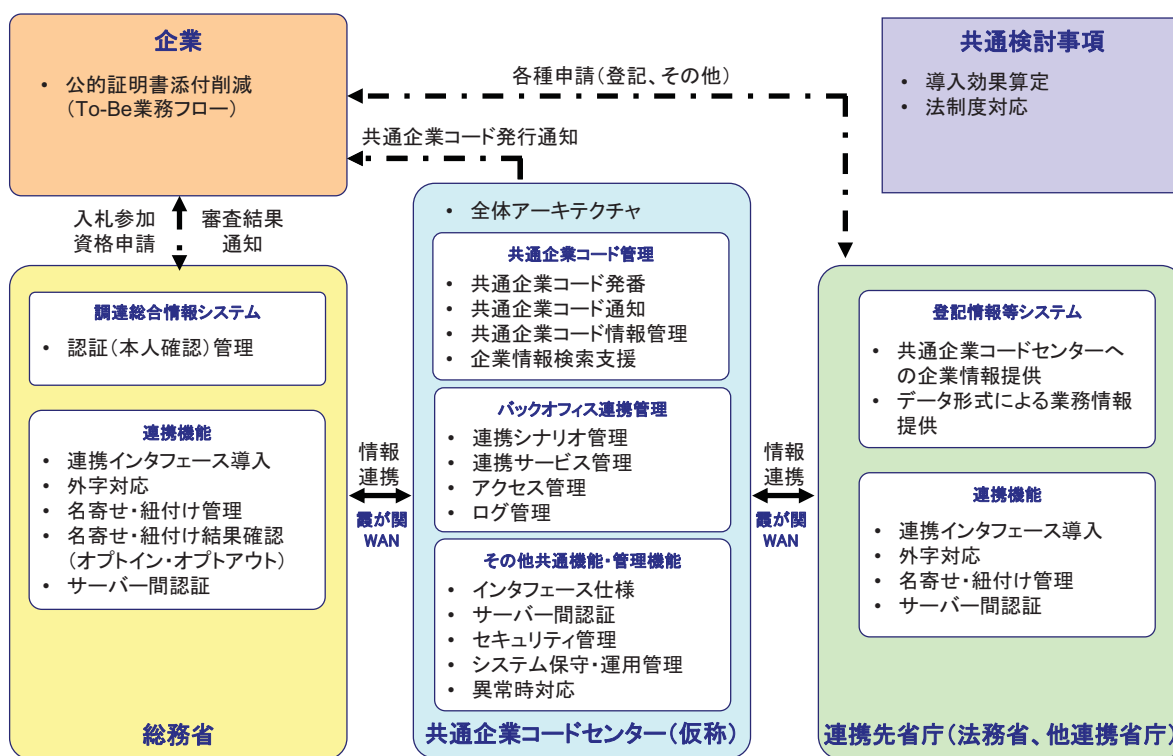 企業
• 公的証明書添付削減
(To-Be業務フロー)
各種申請(登記、その他)
共通企業コード発行通知
共通検討事項
• 導入効果算定
• 法制度対応
入札参加
資格申請
審査結果
通知
調達総合情報システム
• 認証(本人確認)管理
連携機能
• 連携インタフェース導入
• 外字対応
• 名寄せ・紐付け管理
• 名寄せ・紐付け結果確認
(オプトイン・オプトアウト)
• サーバー間認証
総務省
情報
連携
霞が関
WAN
• 全体アーキテクチャ
共通企業コード管理
• 共通企業コード発番
• 共通企業コード通知
• 共通企業コード情報管理
• 企業情報検索支援
バックオフィス連携管理
• 連携シナリオ管理
• 連携サービス管理
• アクセス管理
• ログ管理
その他共通機能・管理機能
• インタフェース仕様
• サーバー間認証
• セキュリティ管理
• システム保守・運用管理
• 異常時対応
共通企業コードセンター(仮称)
情報
連携
霞が関
WAN
登記情報等システム
• 共通企業コードセンターへ
の企業情報提供
• データ形式による業務情報
提供
連携機能
• 連携インタフェース導入
• 外字対応
• 名寄せ・紐付け管理
• サーバー間認証
連携先省庁(法務省、他連携省庁)